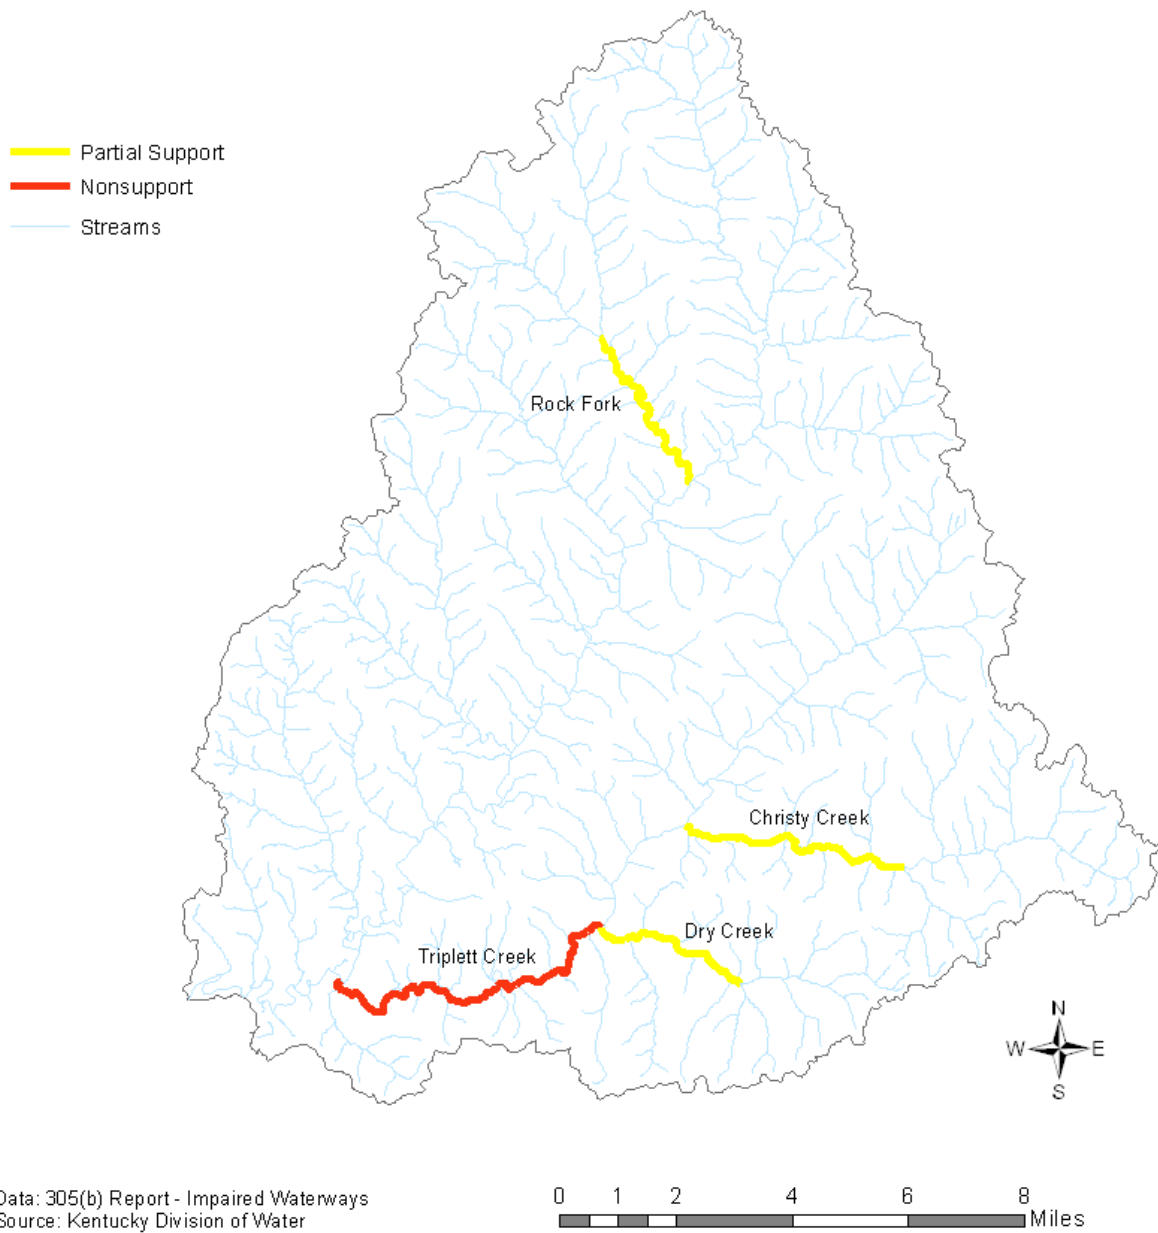 Partial Support
Nonsupport
Streams
Rock Fork
Christy Creek
Dry Creek
Triplett Creek
N
W E
S
Data: 305(b) Report - Impaired Waterways
Source: Kentucky Division of Water
0 1 2 4 6 8
Miles